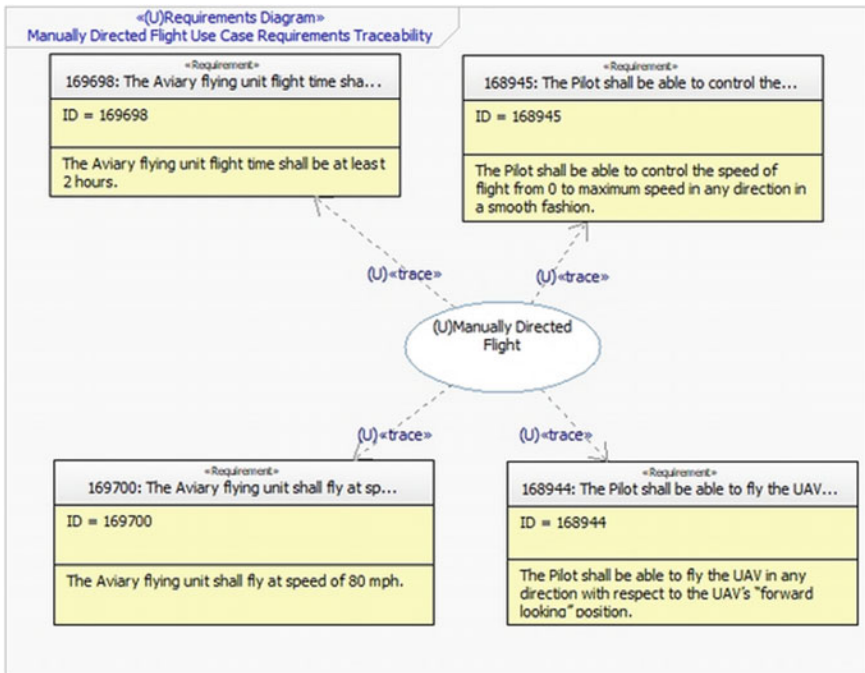 «(U)Requirements Diagram»
Manually Directed Flight Use Case Requirements Traceability
«Requirement»
169698: The Aviary flying unit flight time sha...
ID = 169698
The Aviary flying unit flight time shall be at least
2 hours.
«Requirement»
168945: The Pilot shall be able to control the...
ID = 168945
The Pilot shall be able to control the speed of
flight from 0 to maximum speed in any direction in
a smooth fashion.
(U)«trace»
(U)«trace»
(U)Manually Directed
Flight
(U)«trace»
(U)«trace»
«Requirement»
169700: The Aviary flying unit shall fly at sp...
ID = 169700
The Aviary flying unit shall fly at speed of 80 mph.
«Requirement»
168944: The Pilot shall be able to fly the UAV...
ID = 168944
The Pilot shall be able to fly the UAV in any
direction with respect to the UAV's "forward
looking" position.